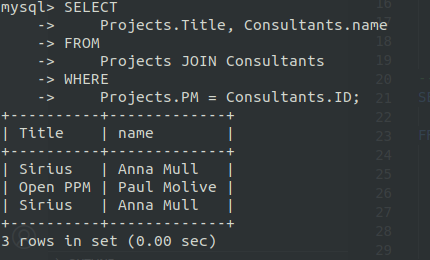 mysql> SELECT
    ->     Projects.Title, Consultants.name
    -> FROM
    ->     Projects JOIN Consultants
    -> WHERE
    ->     Projects.PM = Consultants.ID;
+----------+-------------+
| Title    | name        |
+----------+-------------+
| Sirius   | Anna Mull   |
| Open PPM | Paul Molive |
| Sirius   | Anna Mull   |
+----------+-------------+
3 rows in set (0.00 sec)
16
17
18
19
20
21
22
23
24
25
26
27
28
29